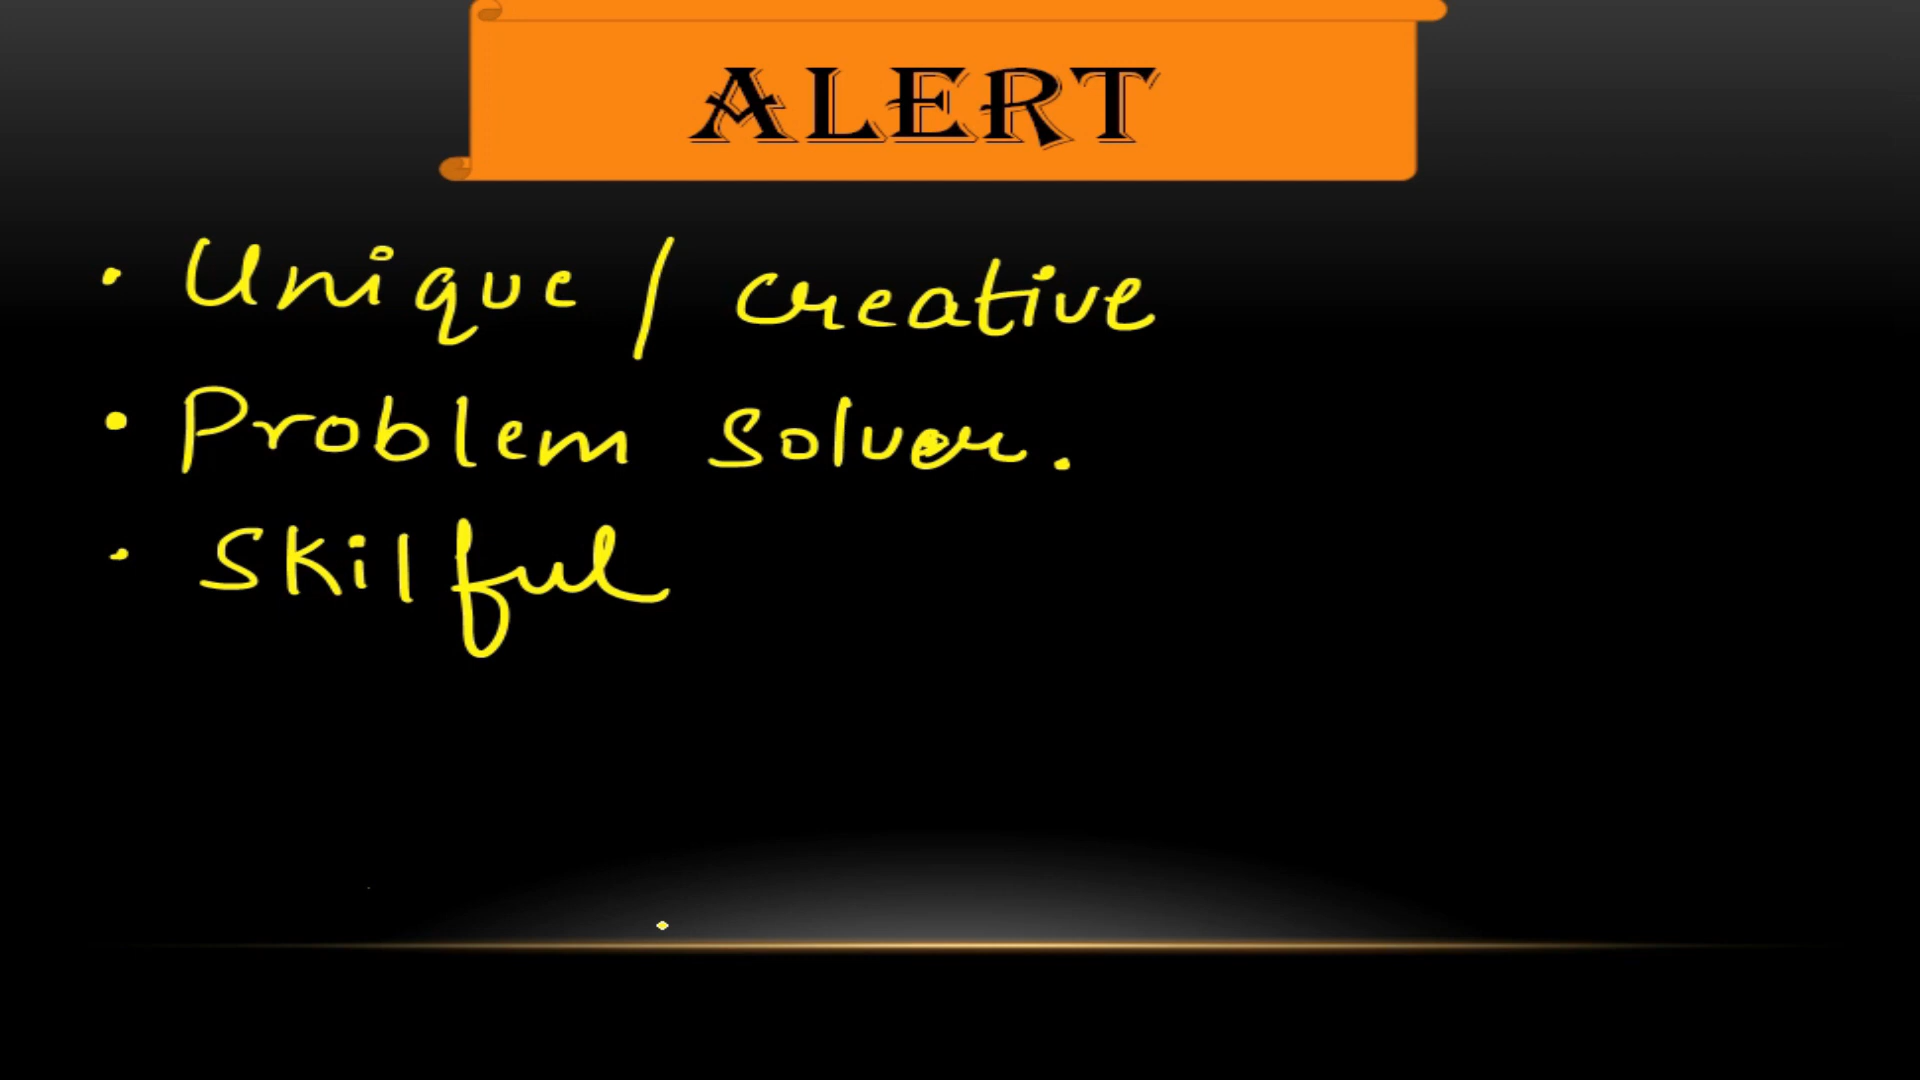 ALERT
• Unique / creative
• Problem solver.
• Skilful